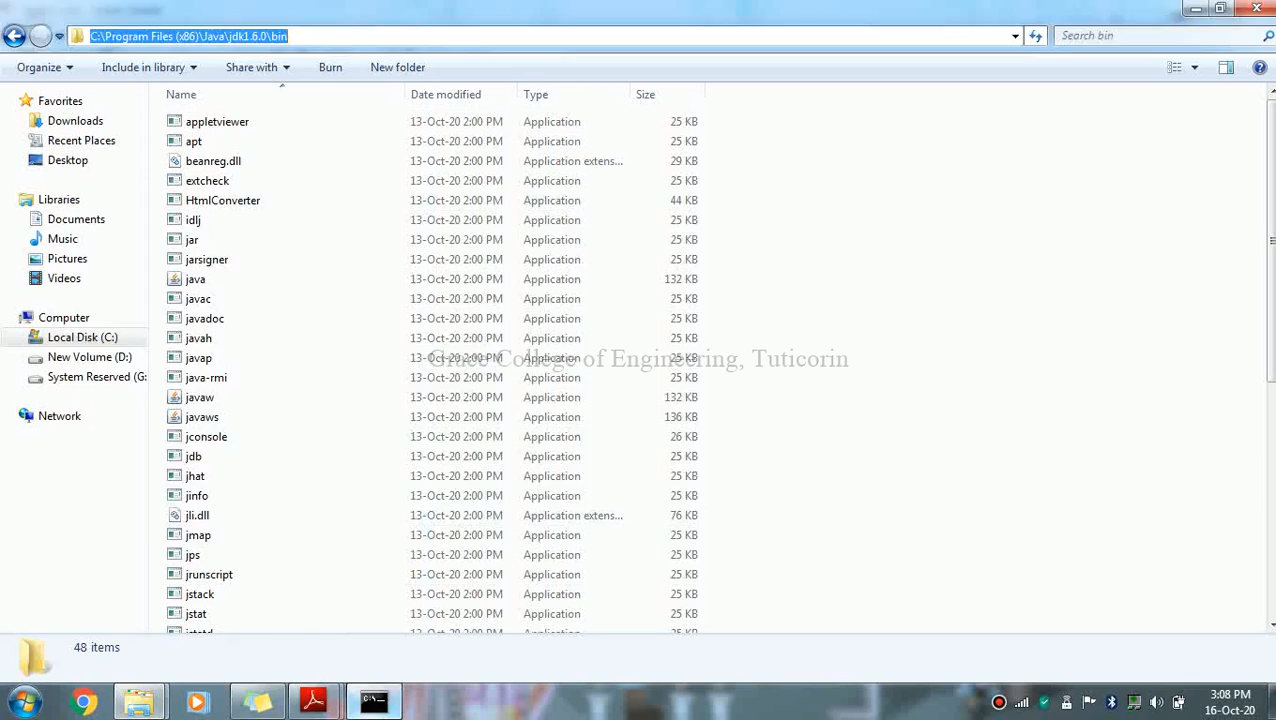 C:\Program Files (x86)\Java\jdk1.6.0\bin
Search bin
Organize Include in library Share with Burn New folder
Name Date modified Type Size
Favorites
Downloads
Recent Places
Desktop
Libraries
Documents
Music
Pictures
Videos
Computer
Local Disk (C:)
New Volume (D:)
System Reserved (G:
Network
appletviewer 13-Oct-20 2:00 PM Application 25 KB
apt 13-Oct-20 2:00 PM Application 25 KB
beanreg.dll 13-Oct-20 2:00 PM Application extens... 29 KB
extcheck 13-Oct-20 2:00 PM Application 25 KB
HtmlConverter 13-Oct-20 2:00 PM Application 44 KB
idlj 13-Oct-20 2:00 PM Application 25 KB
jar 13-Oct-20 2:00 PM Application 25 KB
jarsigner 13-Oct-20 2:00 PM Application 25 KB
java 13-Oct-20 2:00 PM Application 132 KB
javac 13-Oct-20 2:00 PM Application 25 KB
javadoc 13-Oct-20 2:00 PM Application 25 KB
javah 13-Oct-20 2:00 PM Application 25 KB
javap 13-Oct-20 2:00 PM Application 25 KB
Grace College of Engineering, Tuticorin
java-rmi 13-Oct-20 2:00 PM Application 25 KB
javaw 13-Oct-20 2:00 PM Application 132 KB
javaws 13-Oct-20 2:00 PM Application 136 KB
jconsole 13-Oct-20 2:00 PM Application 26 KB
jdb 13-Oct-20 2:00 PM Application 25 KB
jhat 13-Oct-20 2:00 PM Application 25 KB
jinfo 13-Oct-20 2:00 PM Application 25 KB
jli.dll 13-Oct-20 2:00 PM Application extens... 76 KB
jmap 13-Oct-20 2:00 PM Application 25 KB
jps 13-Oct-20 2:00 PM Application 25 KB
jrunscript 13-Oct-20 2:00 PM Application 25 KB
jstack 13-Oct-20 2:00 PM Application 25 KB
jstat 13-Oct-20 2:00 PM Application 25 KB
48 items
3:08 PM
16-Oct-20